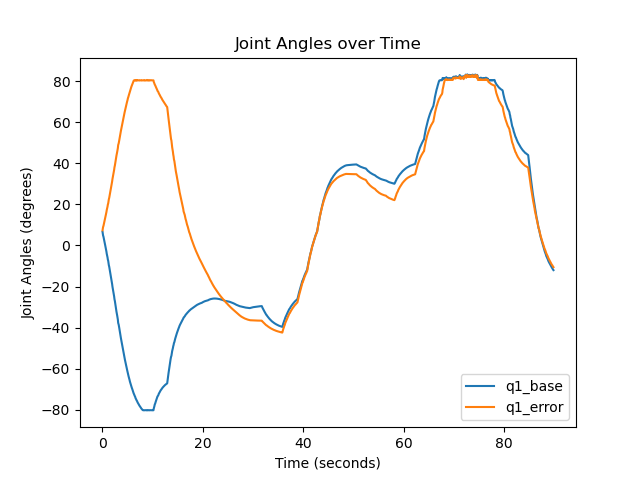 Joint Angles over Time
Joint Angles (degrees)
80
60
40
20
0
−20
−40
−60
−80
0
20
40
60
80
Time (seconds)
q1_base
q1_error